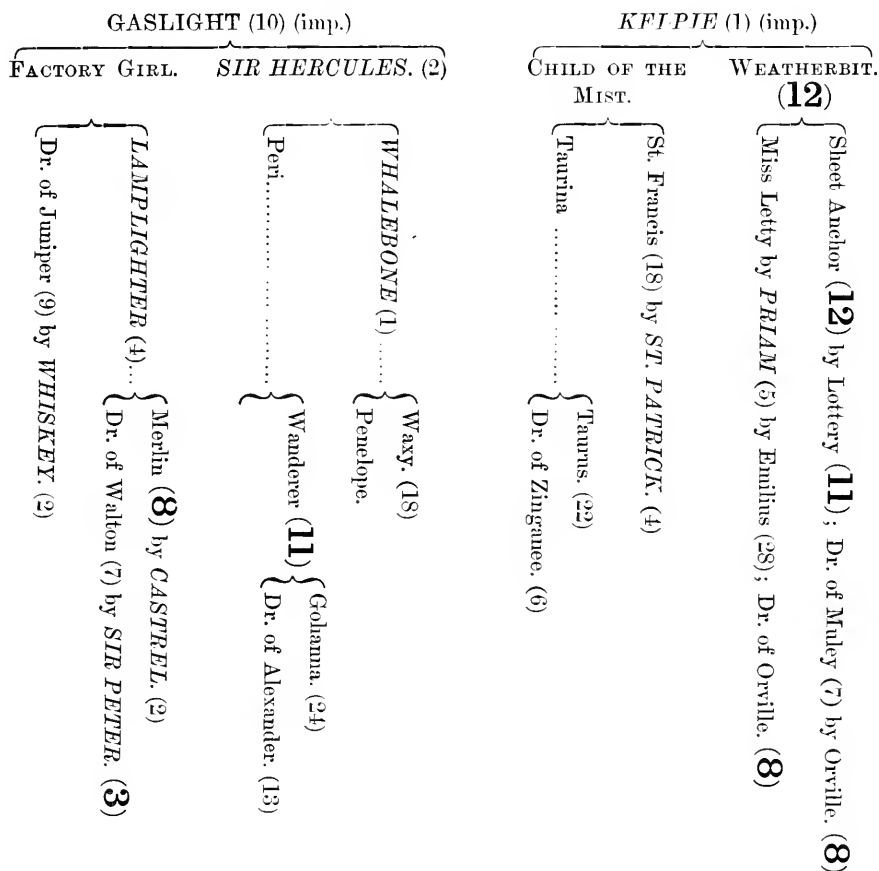 GASLIGHT (10) (imp.)
KELPIE (1) (imp.)
FACTORY GIRL.
SIR HERCULES. (2)
CHILD OF THE
MIST.
WEATHERBIT.
(12)
Sheet Anchor (12) by Lottery (11); Dr. of Muley (7) by Orville. (8)
Miss Letty by PRIAM (5) by Emilius (28); Dr. of Orville. (8)
St. Francis (18) by ST. PATRICK. (4)
Taurina ............
Taurus. (22)
Dr. of Zinganee. (6)
WHALEBONE (1) ......
Waxy. (18)
Penelope.
Peri......................
Wanderer (11)
Gohanna. (24)
Dr. of Alexander. (13)
LAMPLIGHTER (4)...
Merlin (8) by CASTREL. (2)
Dr. of Walton (7) by SIR PETER. (3)
Dr. of Juniper (9) by WHISKEY. (2)